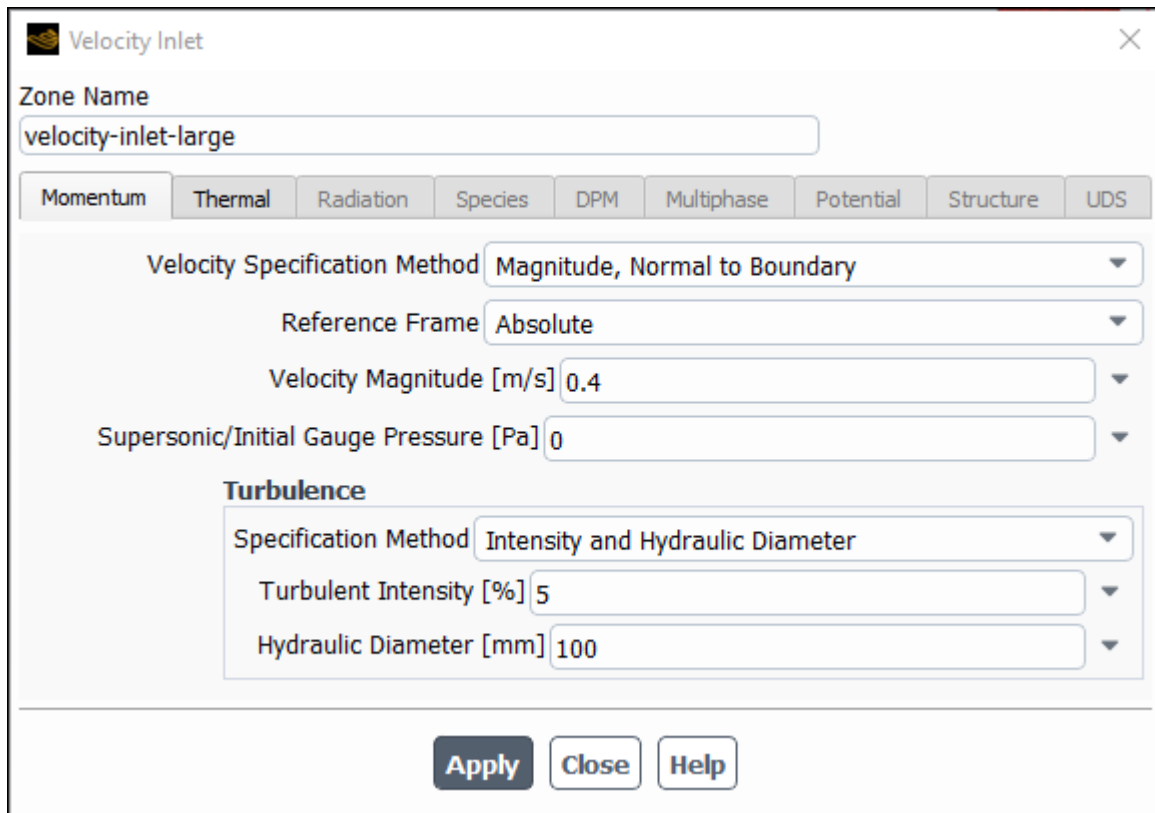 Velocity Inlet
Zone Name
velocity-inlet-large
Momentum Thermal Radiation Species DPM Multiphase Potential Structure UDS
Velocity Specification Method Magnitude, Normal to Boundary
Reference Frame Absolute
Velocity Magnitude [m/s] 0.4
Supersonic/Initial Gauge Pressure [Pa] 0
Turbulence
Specification Method Intensity and Hydraulic Diameter
Turbulent Intensity [%] 5
Hydraulic Diameter [mm] 100
Apply Close Help